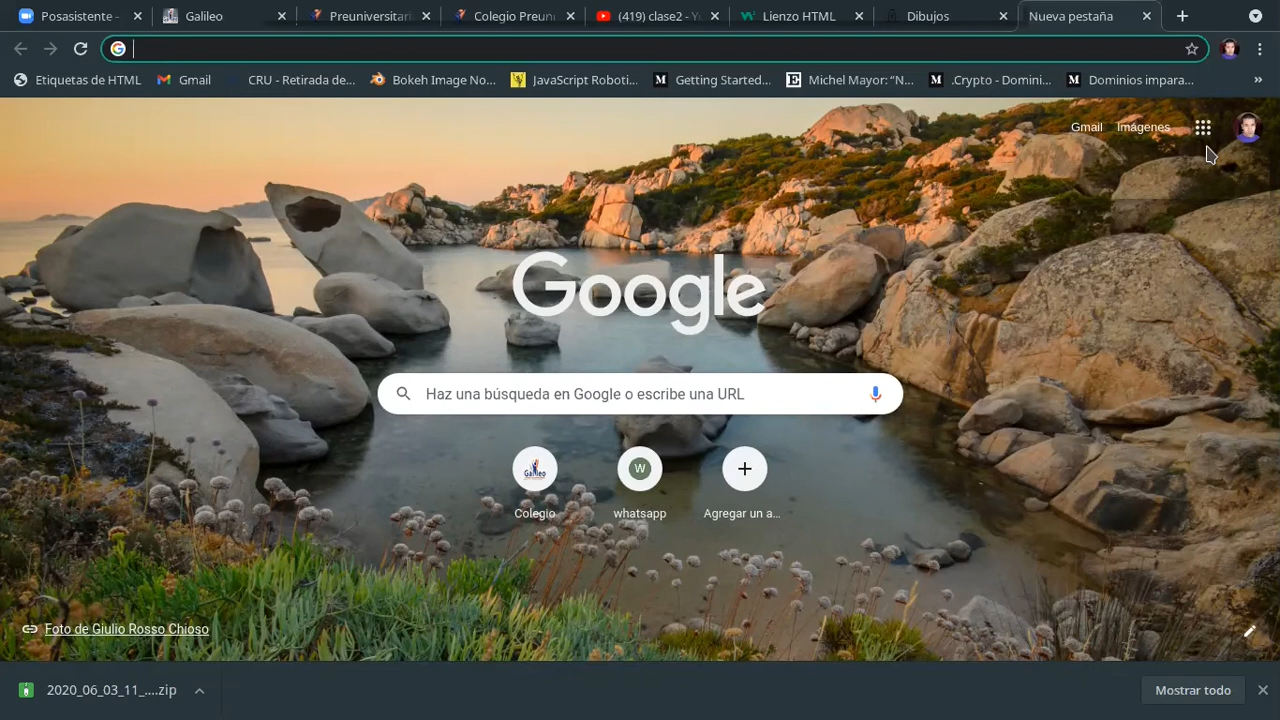 Posasistente -
Galileo
Preuniversitari
Colegio Preun
(419) clase2 - Y
Lienzo HTML
Dibujos
Nueva pestaña
Etiquetas de HTML
Gmail
CRU - Retirada de...
Bokeh Image No...
JavaScript Roboti...
Getting Started...
Michel Mayor: “N...
.Crypto - Domini...
Dominios impara...
»
Gmail
Imágenes
Google
Haz una búsqueda en Google o escribe una URL
Galileo
W
Colegio
whatsapp
Agregar un a...
Foto de Giulio Rosso Chioso
2020_06_03_11_....zip
Mostrar todo